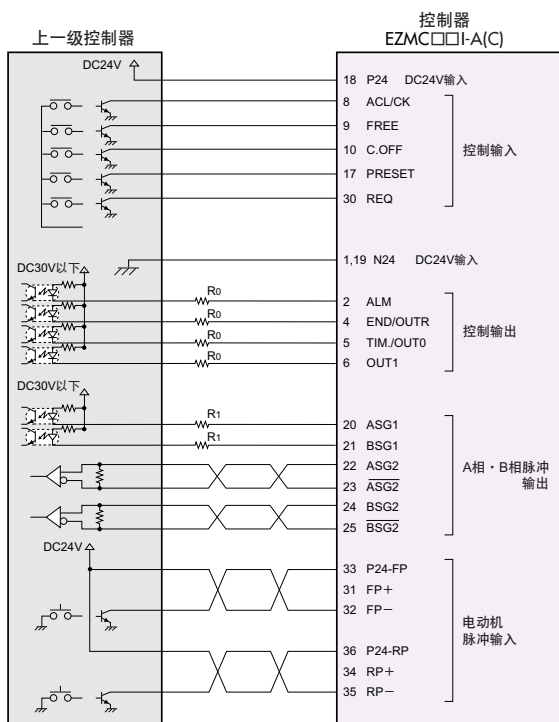 上一级控制器
控制器
EZMC□□I-A(C)
DC24V
18 P24 DC24V输入
8 ACL/CK
9 FREE
10 C.OFF
17 PRESET
30 REQ
控制输入
1,19 N24 DC24V输入
DC30V以下
R0
2 ALM
R0
4 END/OUTR
R0
5 TIM./OUT0
R0
6 OUT1
控制输出
DC30V以下
R1
20 ASG1
R1
21 BSG1
22 ASG2
23 A̅S̅G̅2̅
24 BSG2
25 B̅S̅G̅2̅
A相・B相脉冲
输出
DC24V
33 P24-FP
31 FP+
32 FP−
36 P24-RP
34 RP+
35 RP−
电动机
脉冲输入